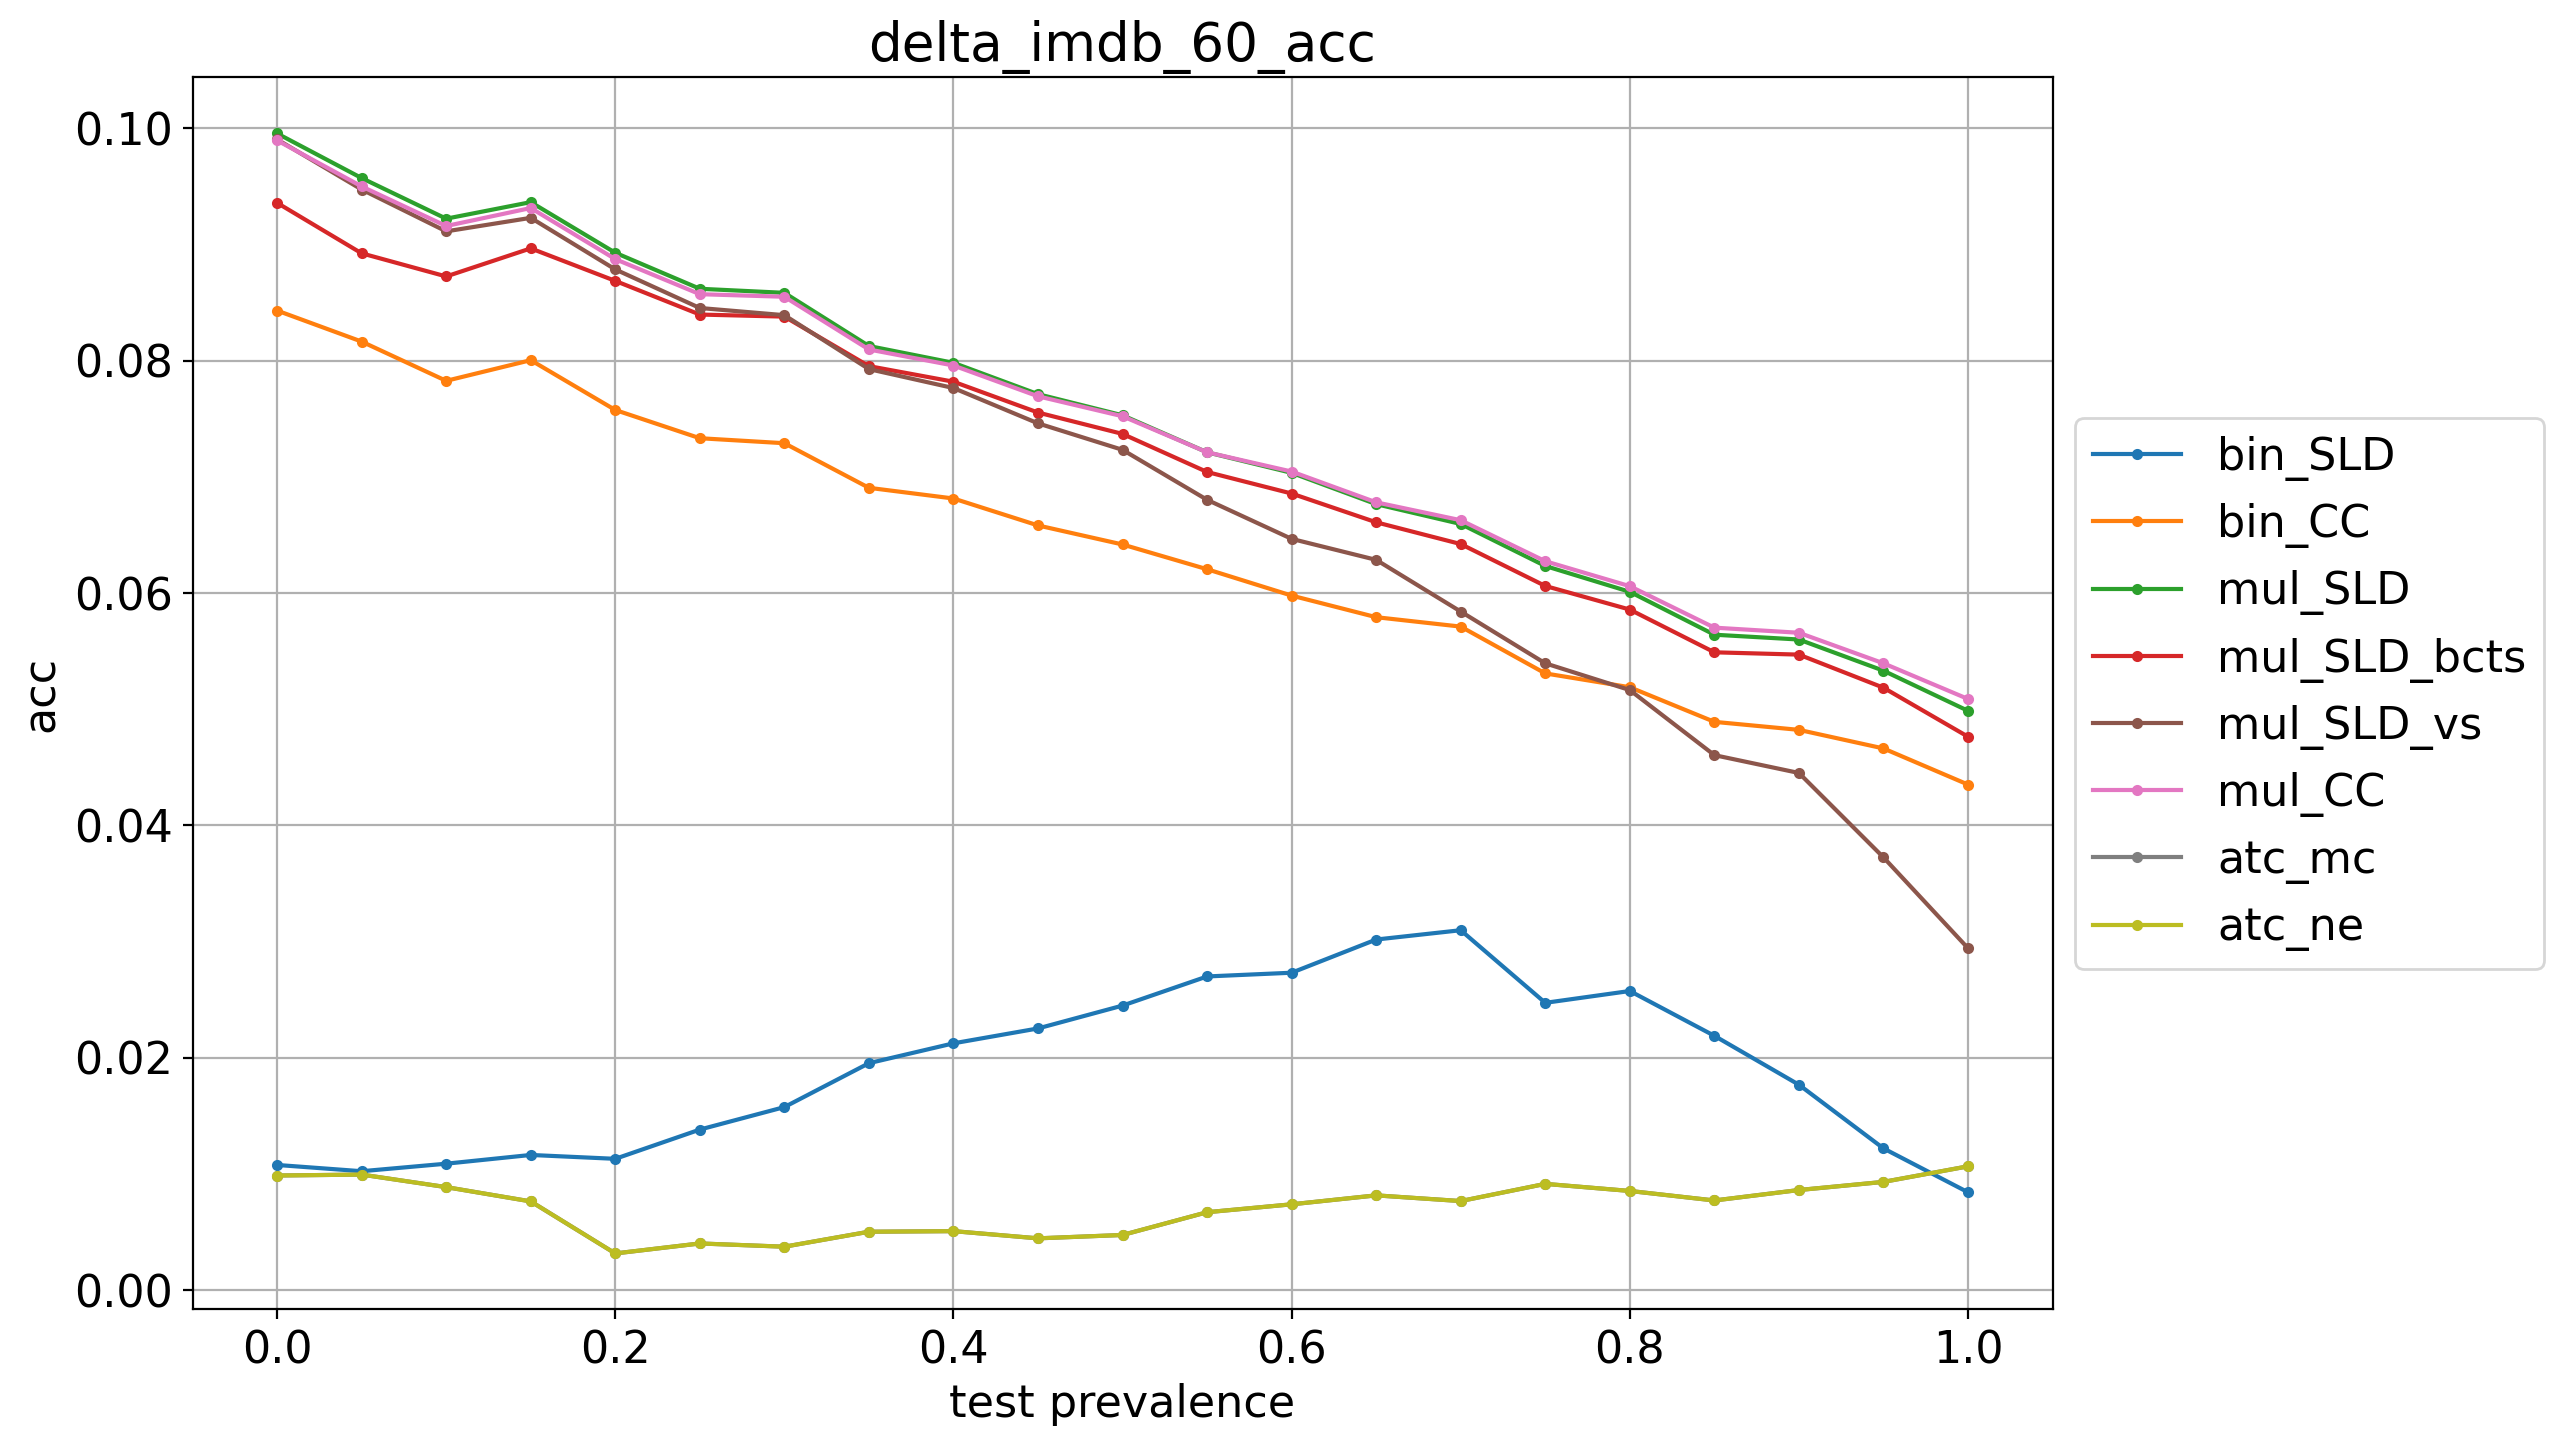 delta_imdb_60_acc
acc
0.10
0.08
0.06
0.04
0.02
0.00
0.0 0.2 0.4 0.6 0.8 1.0
test prevalence
bin_SLD
bin_CC
mul_SLD
mul_SLD_bcts
mul_SLD_vs
mul_CC
atc_mc
atc_ne